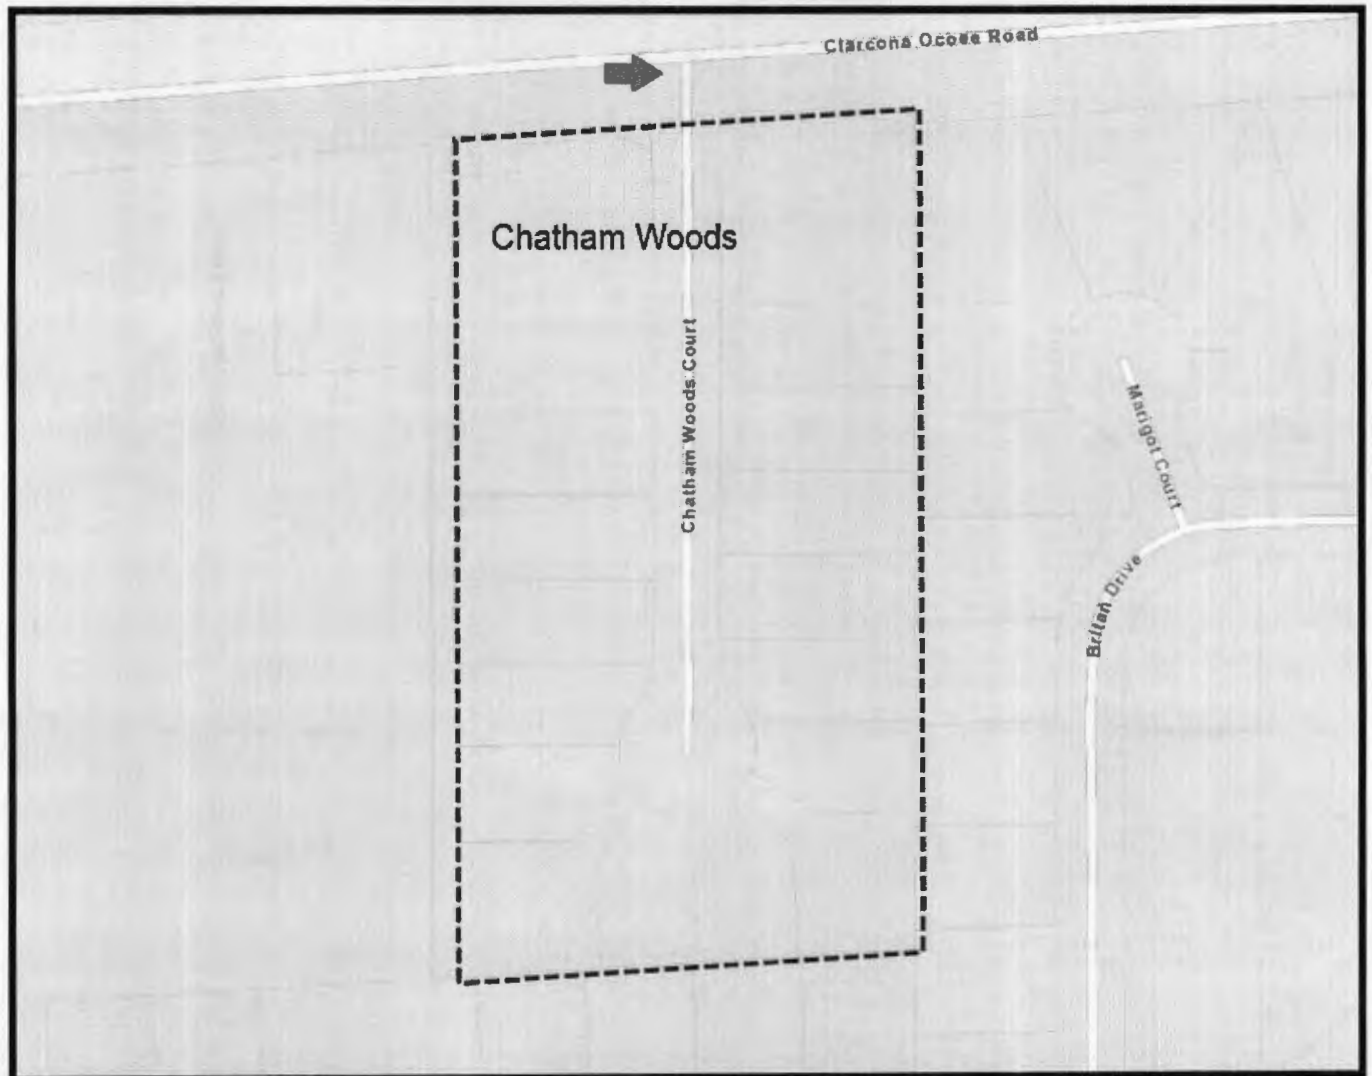 Clarcona Ocoee Road
Chatham Woods
Chatham Woods Court
Marigot Court
Britan Drive